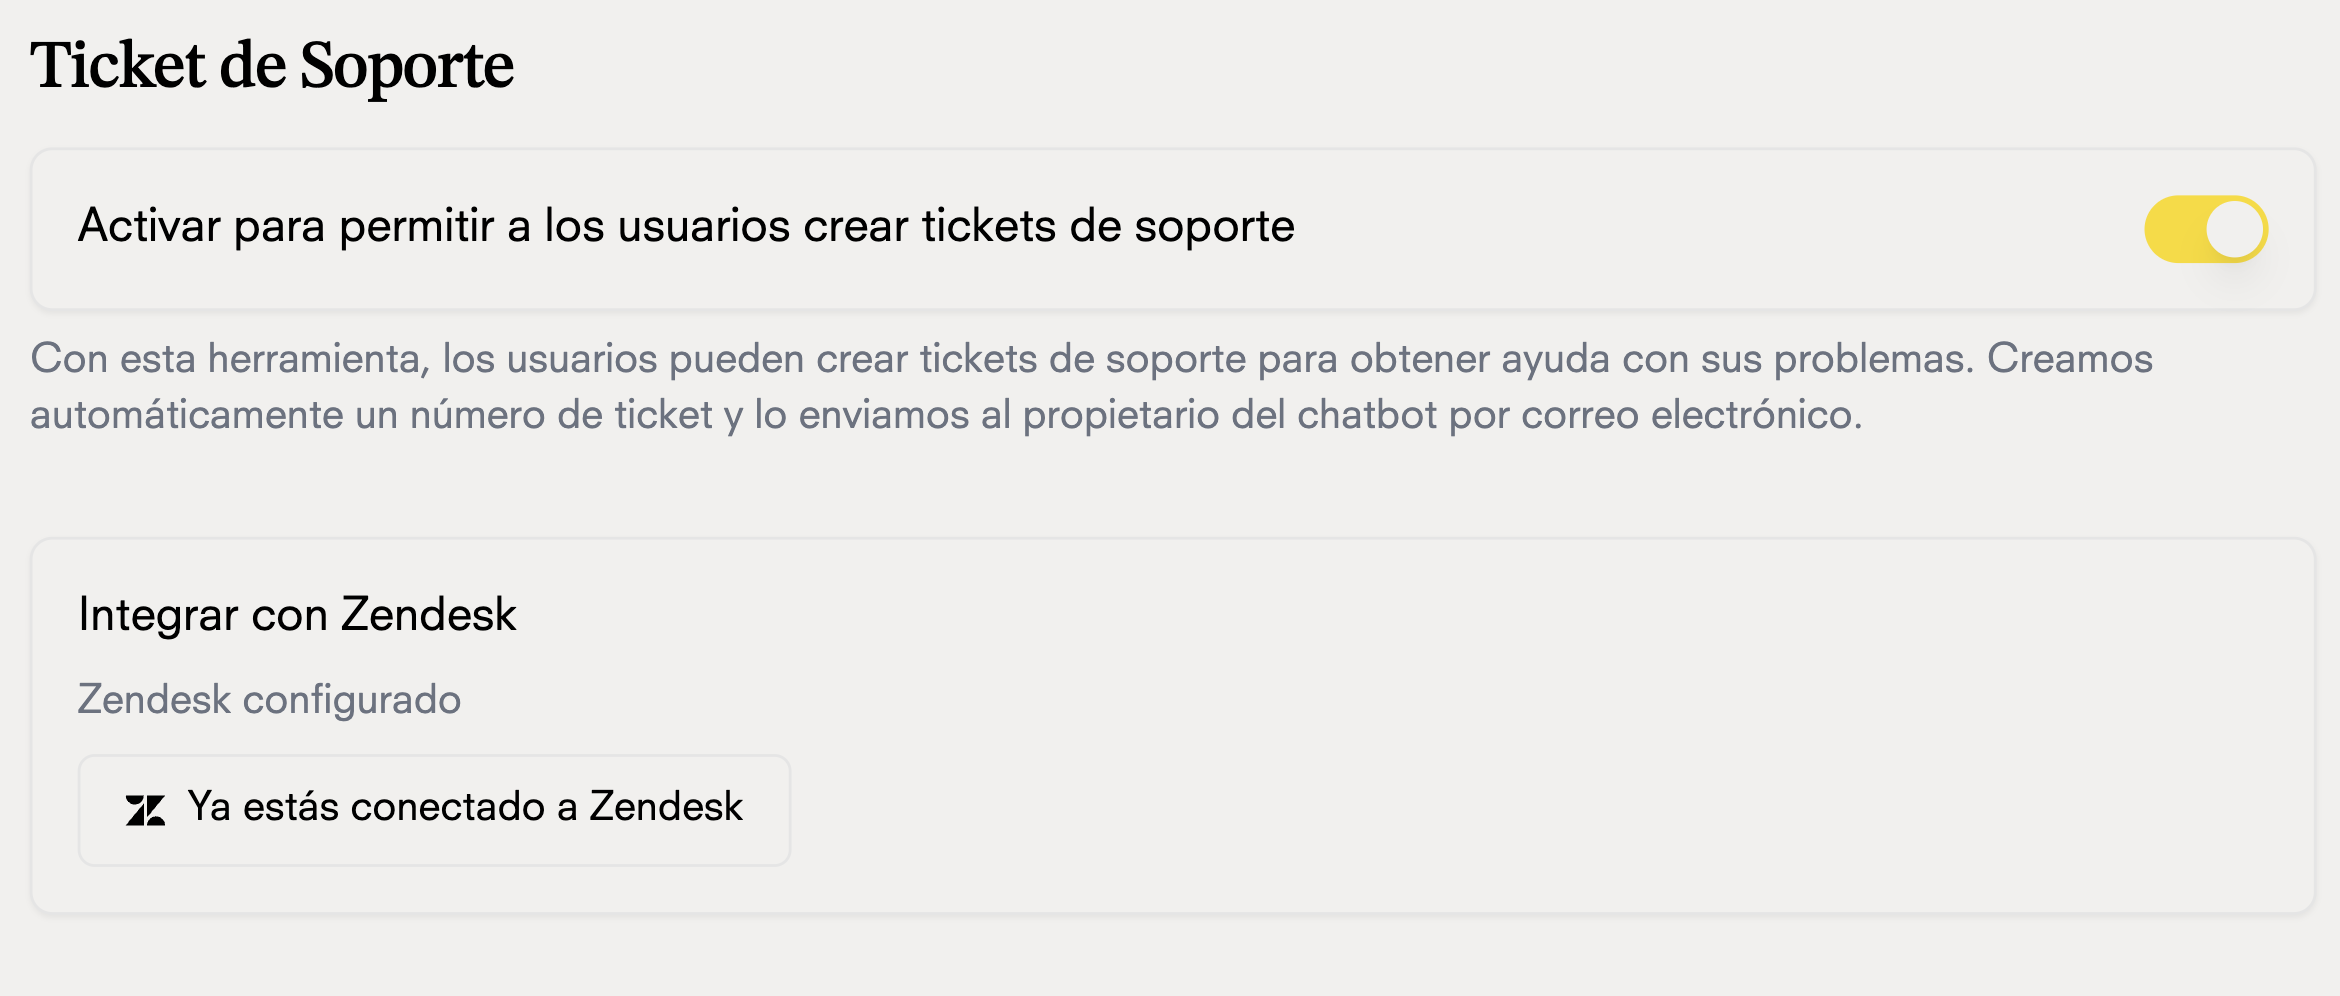 Ticket de Soporte
Activar para permitir a los usuarios crear tickets de soporte
Con esta herramienta, los usuarios pueden crear tickets de soporte para obtener ayuda con sus problemas. Creamos
automáticamente un número de ticket y lo enviamos al propietario del chatbot por correo electrónico.
Integrar con Zendesk
Zendesk configurado
Ya estás conectado a Zendesk